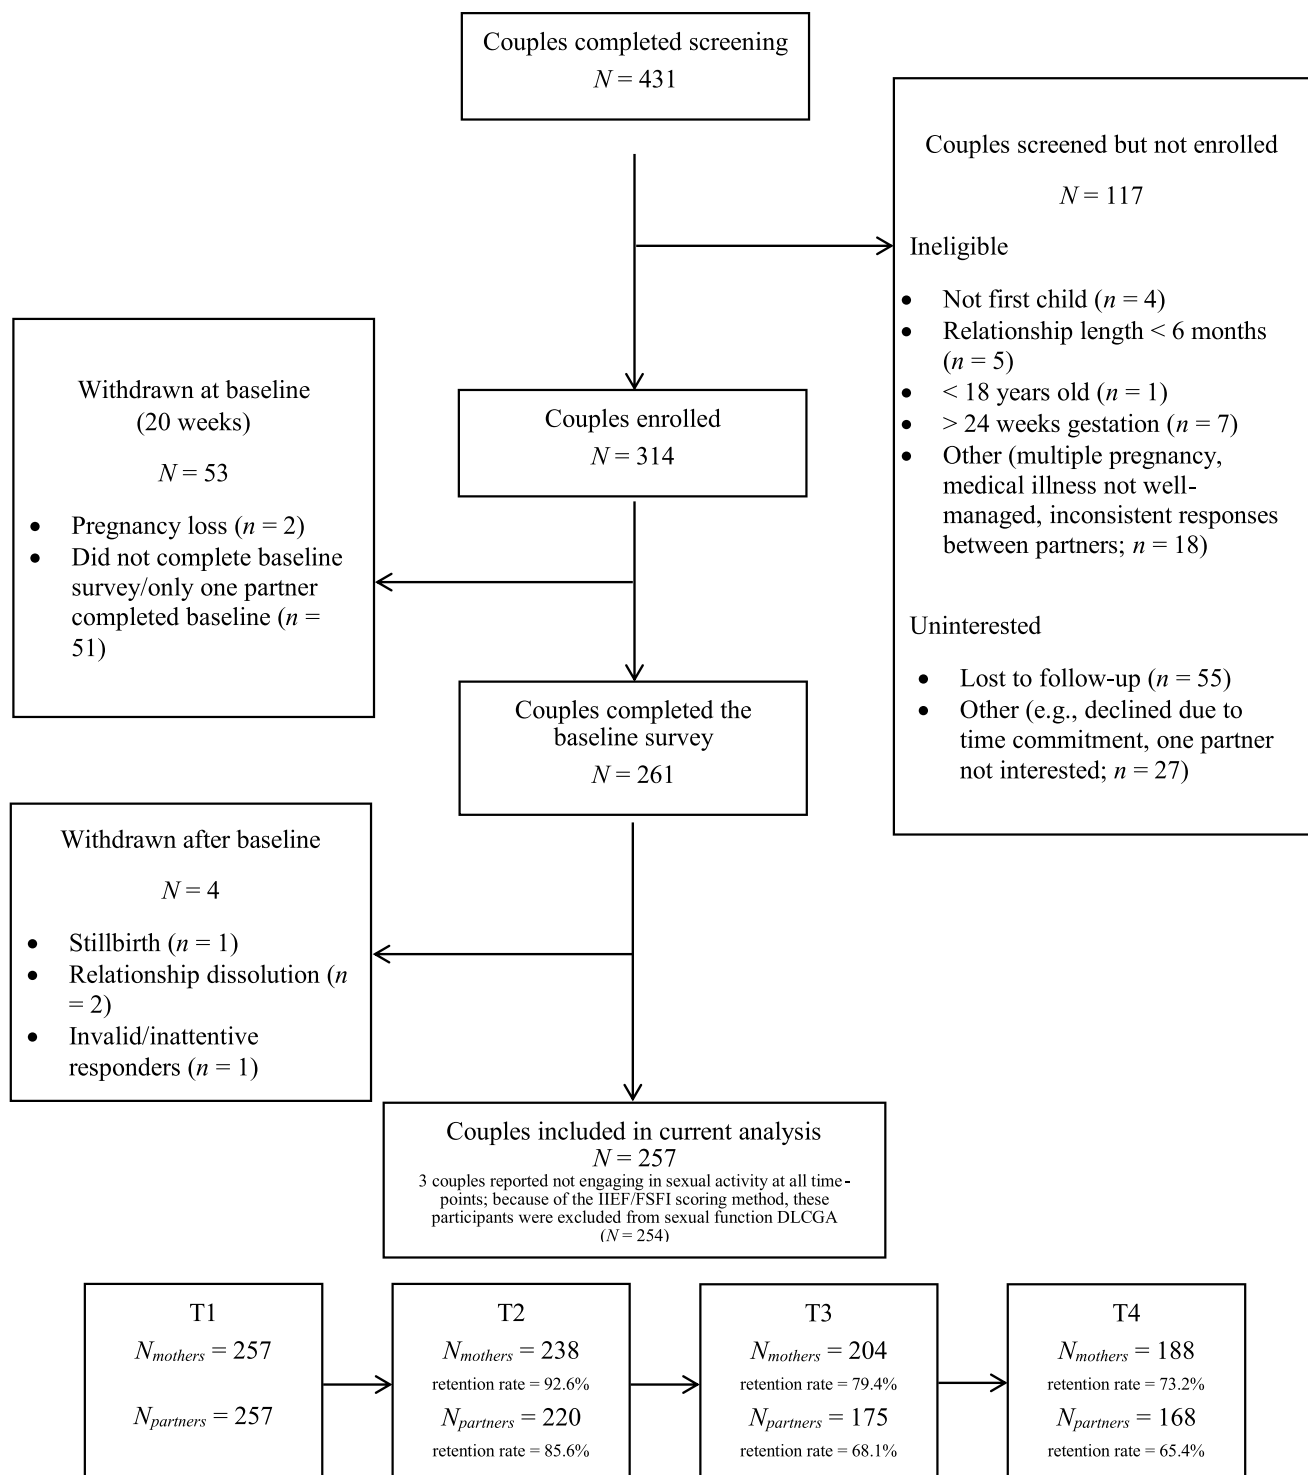 Couples completed screening
N = 431
Couples screened but not enrolled
N = 117
Ineligible
• Not first child (n = 4)
• Relationship length < 6 months
(n = 5)
• < 18 years old (n = 1)
• > 24 weeks gestation (n = 7)
• Other (multiple pregnancy,
medical illness not well-
managed, inconsistent responses
between partners; n = 18)
Uninterested
• Lost to follow-up (n = 55)
• Other (e.g., declined due to
time commitment, one partner
not interested; n = 27)
Couples enrolled
N = 314
Withdrawn at baseline
(20 weeks)
N = 53
• Pregnancy loss (n = 2)
• Did not complete baseline
survey/only one partner
completed baseline (n =
51)
Couples completed the
baseline survey
N = 261
Withdrawn after baseline
N = 4
• Stillbirth (n = 1)
• Relationship dissolution (n
= 2)
• Invalid/inattentive
responders (n = 1)
Couples included in current analysis
N = 257
3 couples reported not engaging in sexual activity at all time-
points; because of the IIEF/FSFI scoring method, these
participants were excluded from sexual function DLCGA
(N = 254)
T1
Nmothers = 257
Npartners = 257
T2
Nmothers = 238
retention rate = 92.6%
Npartners = 220
retention rate = 85.6%
T3
Nmothers = 204
retention rate = 79.4%
Npartners = 175
retention rate = 68.1%
T4
Nmothers = 188
retention rate = 73.2%
Npartners = 168
retention rate = 65.4%